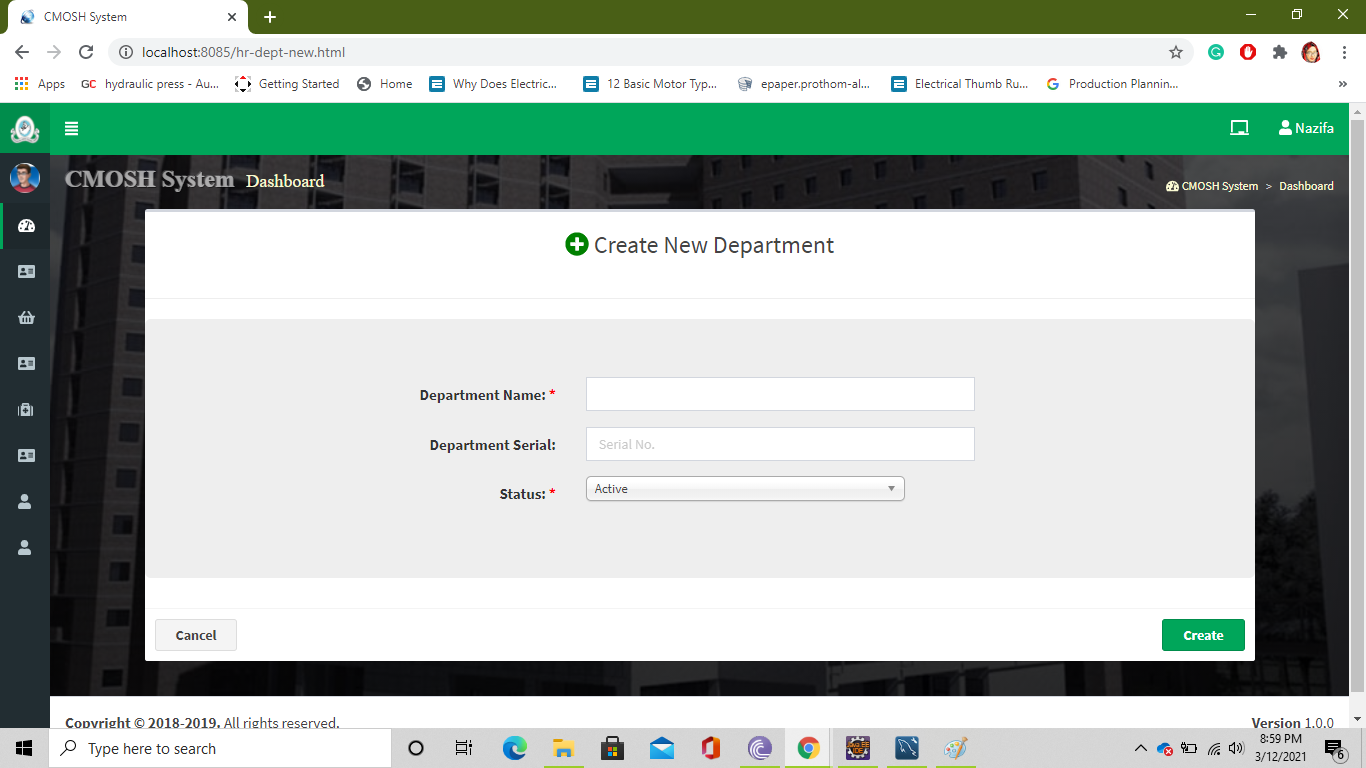 CMOSH System
localhost:8085/hr-dept-new.html
Apps
GC hydraulic press - Au...
Getting Started
Home
Why Does Electric...
12 Basic Motor Typ...
epaper.prothom-al...
Electrical Thumb Ru...
Production Plannin...
»
Nazifa
CMOSH System Dashboard
CMOSH System > Dashboard
Create New Department
Department Name: *
Department Serial: Serial No.
Status: * Active
Cancel
Create
Copyright © 2018-2019. All rights reserved.
Version 1.0.0
Type here to search
8:59 PM
3/12/2021
6